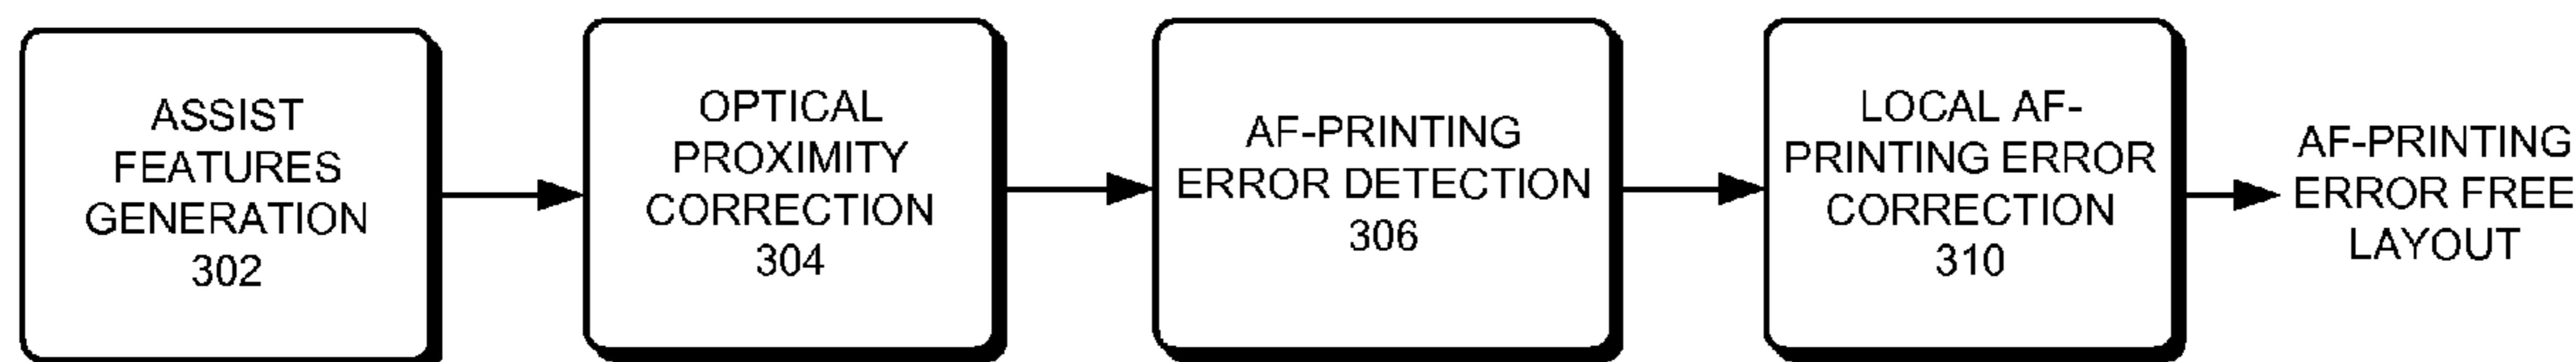 ASSIST
FEATURES
GENERATION
302
OPTICAL
PROXIMITY
CORRECTION
304
AF-PRINTING
ERROR DETECTION
306
LOCAL AF-
PRINTING ERROR
CORRECTION
310
AF-PRINTING
ERROR FREE
LAYOUT